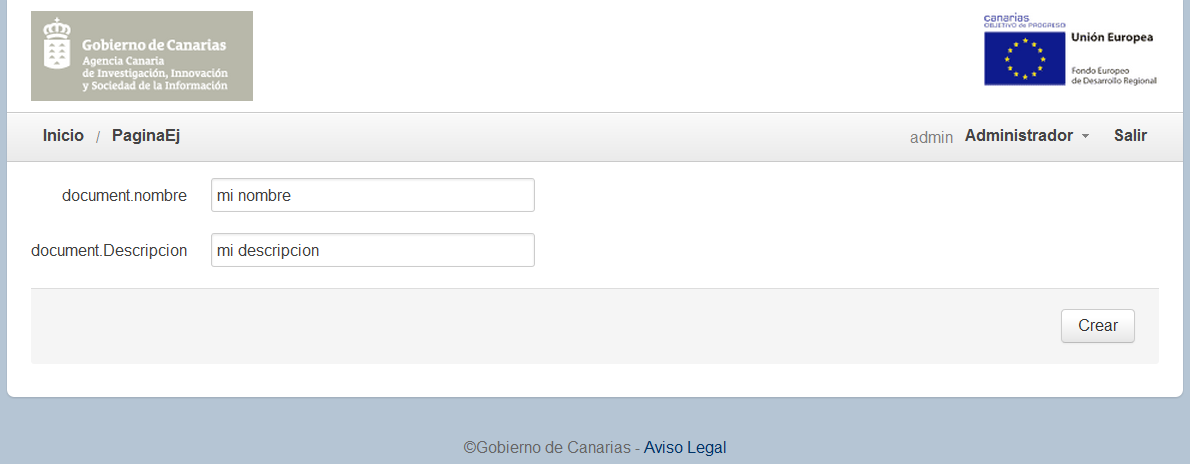 Gobierno de Canarias
Agencia Canaria
de Investigación, Innovación
y Sociedad de la Información
canarias
OBJETIVO DE PROGRESO
Unión Europea
Fondo Europeo
de Desarrollo Regional
Inicio / PaginaEj
admin Administrador Salir
document.nombre mi nombre
document.Descripcion mi descripcion
Crear
©Gobierno de Canarias - Aviso Legal